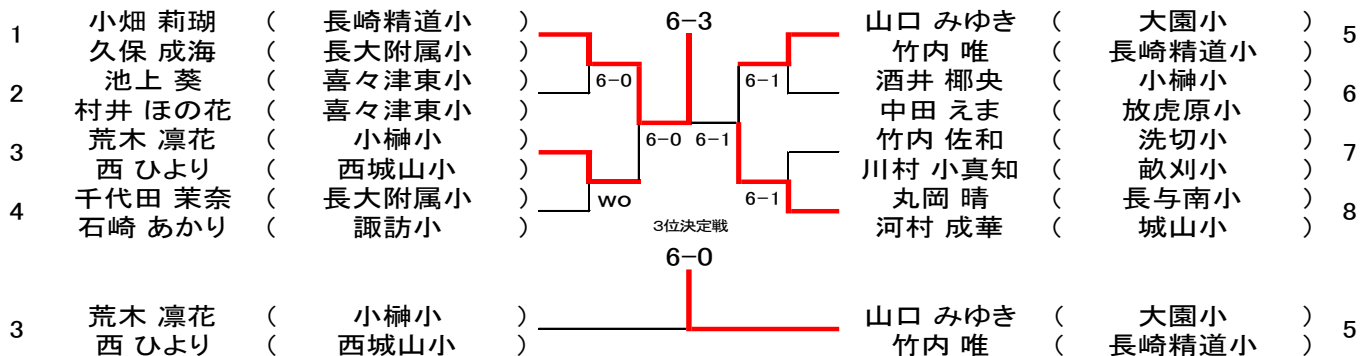 6-3
小畑 莉瑚 ( 長崎精道小 ) 山口 みゆき ( 大園小 )
1 5
久保 成海 ( 長大附属小 ) 竹内 唯 ( 長崎精道小 )
池上 葵 ( 喜々津東小 ) 6-0 6-1 酒井 椰央 ( 小榊小 )
2 6
村井 ほの花 ( 喜々津東小 ) 中田 えま ( 放虎原小 )
荒木 凛花 ( 小榊小 ) 6-0 6-1 竹内 佐和 ( 洗切小 )
3 7
西 ひより ( 西城山小 ) 川村 小真知 ( 畝刈小 )
千代田 茉奈 ( 長大附属小 ) wo 6-1 丸岡 晴 ( 長与南小 )
4 8
石崎 あかり ( 諏訪小 ) 3位決定戦 河村 成華 ( 城山小 )
6-0
荒木 凛花 ( 小榊小 ) 山口 みゆき ( 大園小 )
3 5
西 ひより ( 西城山小 ) 竹内 唯 ( 長崎精道小 )